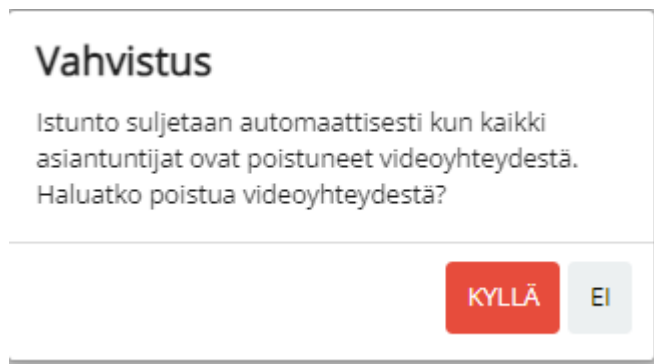 Vahvistus
Istunto suljetaan automaattisesti kun kaikki
asiantuntijat ovat poistuneet videoyhteydestä.
Haluatko poistua videoyhteydestä?
KYLLÄ EI